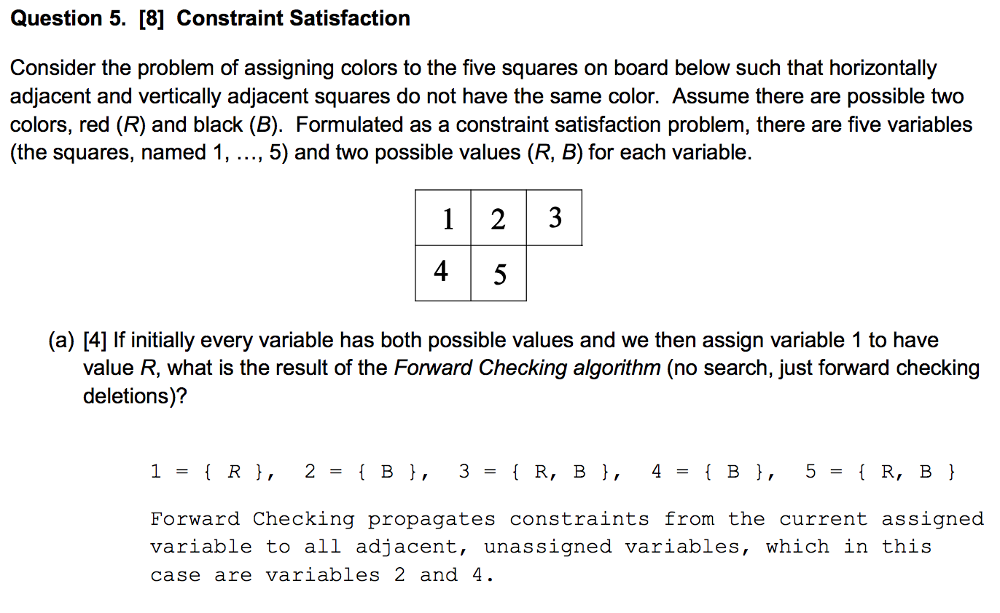 Question 5. [8] Constraint Satisfaction
Consider the problem of assigning colors to the five squares on board below such that horizontally
adjacent and vertically adjacent squares do not have the same color. Assume there are possible two
colors, red (R) and black (B). Formulated as a constraint satisfaction problem, there are five variables
(the squares, named 1, …, 5) and two possible values (R, B) for each variable.
1 2 3
4 5
(a) [4] If initially every variable has both possible values and we then assign variable 1 to have
value R, what is the result of the Forward Checking algorithm (no search, just forward checking
deletions)?
1 = { R }, 2 = { B }, 3 = { R, B }, 4 = { B }, 5 = { R, B }
Forward Checking propagates constraints from the current assigned
variable to all adjacent, unassigned variables, which in this
case are variables 2 and 4.